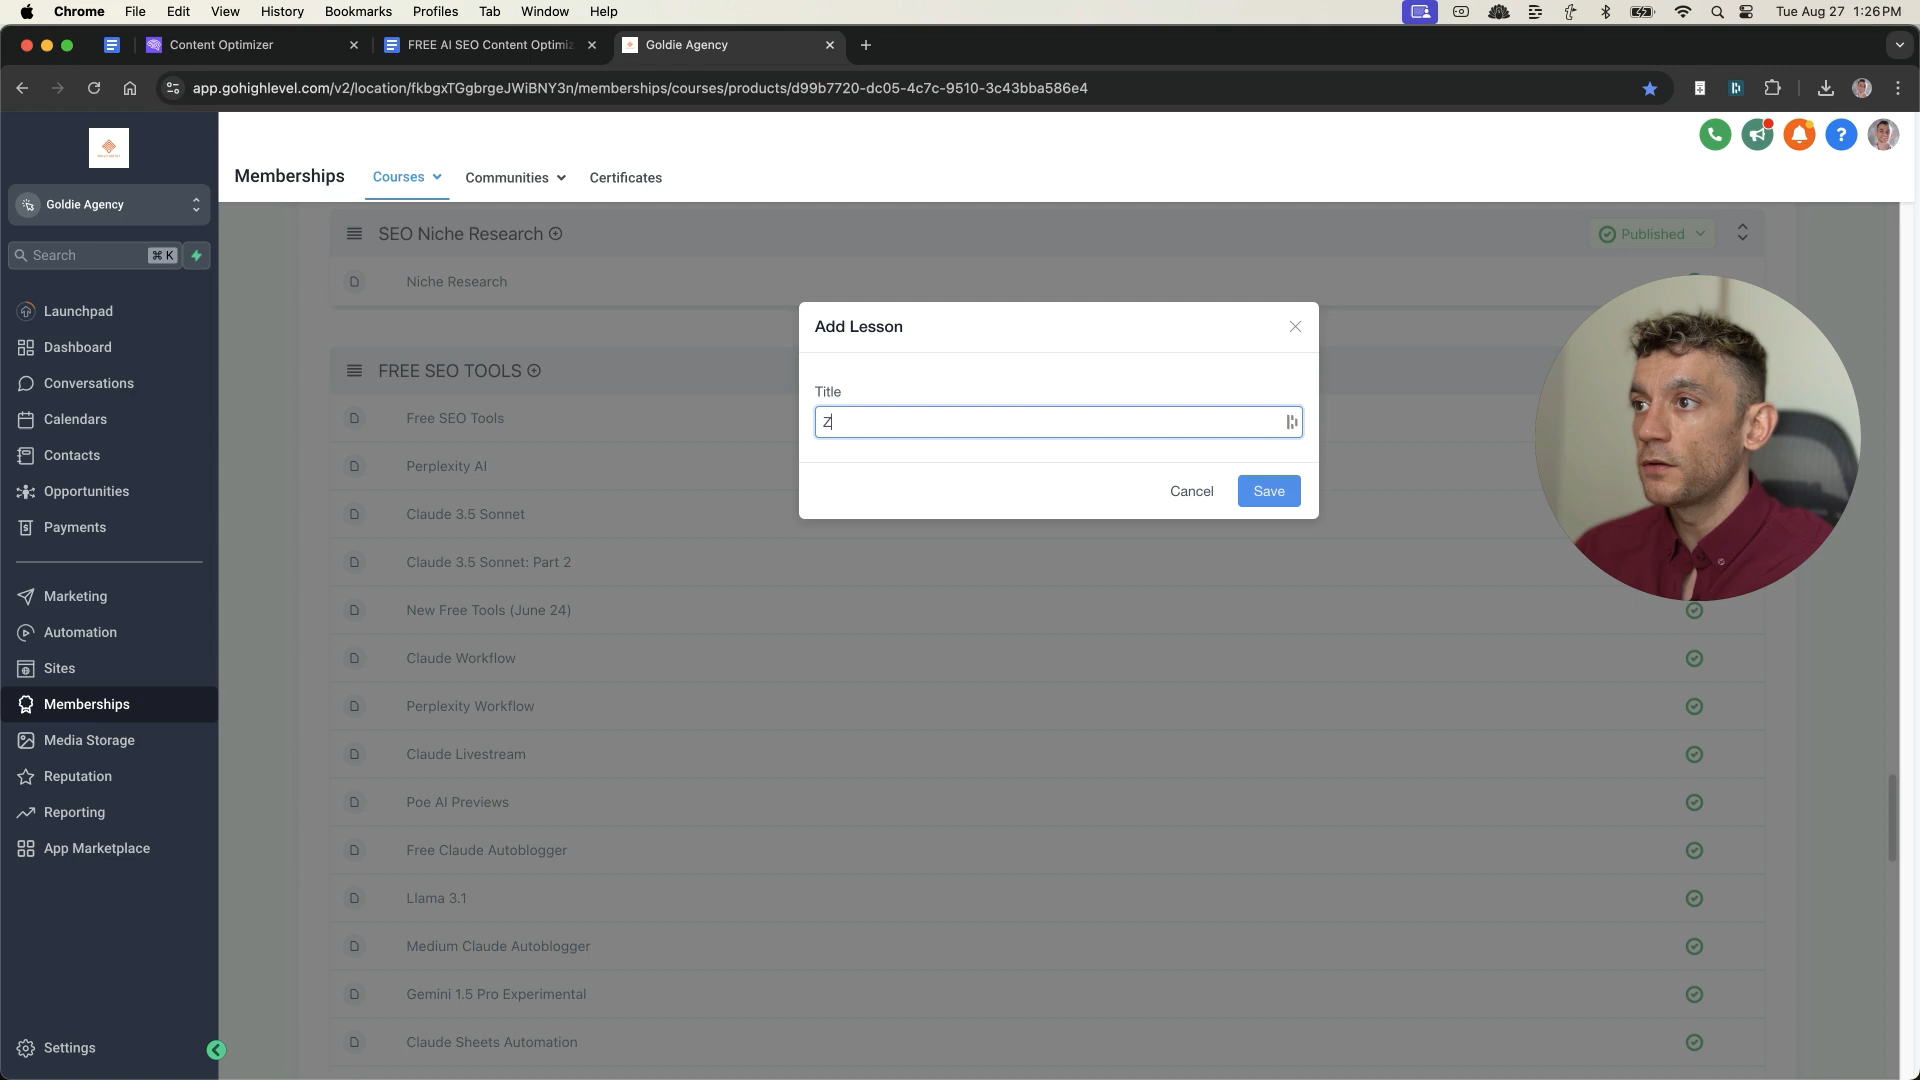 Chrome File Edit View History Bookmarks Profiles Tab Window Help Tue Aug 27 1:26 PM
Content Optimizer FREE AI SEO Content Optimiz Goldie Agency
app.gohighlevel.com/v2/location/fkbgxTGgbrgeJWiBNY3n/memberships/courses/products/d99b7720-dc05-4c7c-9510-3c43bba586e4
Memberships Courses Communities Certificates
Goldie Agency
Search ⌘ K
Launchpad
Dashboard
Conversations
Calendars
Contacts
Opportunities
Payments
Marketing
Automation
Sites
Memberships
Media Storage
Reputation
Reporting
App Marketplace
Settings
SEO Niche Research Published
Niche Research
FREE SEO TOOLS
Free SEO Tools
Perplexity AI
Claude 3.5 Sonnet
Claude 3.5 Sonnet: Part 2
New Free Tools (June 24)
Claude Workflow
Perplexity Workflow
Claude Livestream
Poe AI Previews
Free Claude Autoblogger
Llama 3.1
Medium Claude Autoblogger
Gemini 1.5 Pro Experimental
Claude Sheets Automation
Add Lesson
Title
Z
Cancel Save